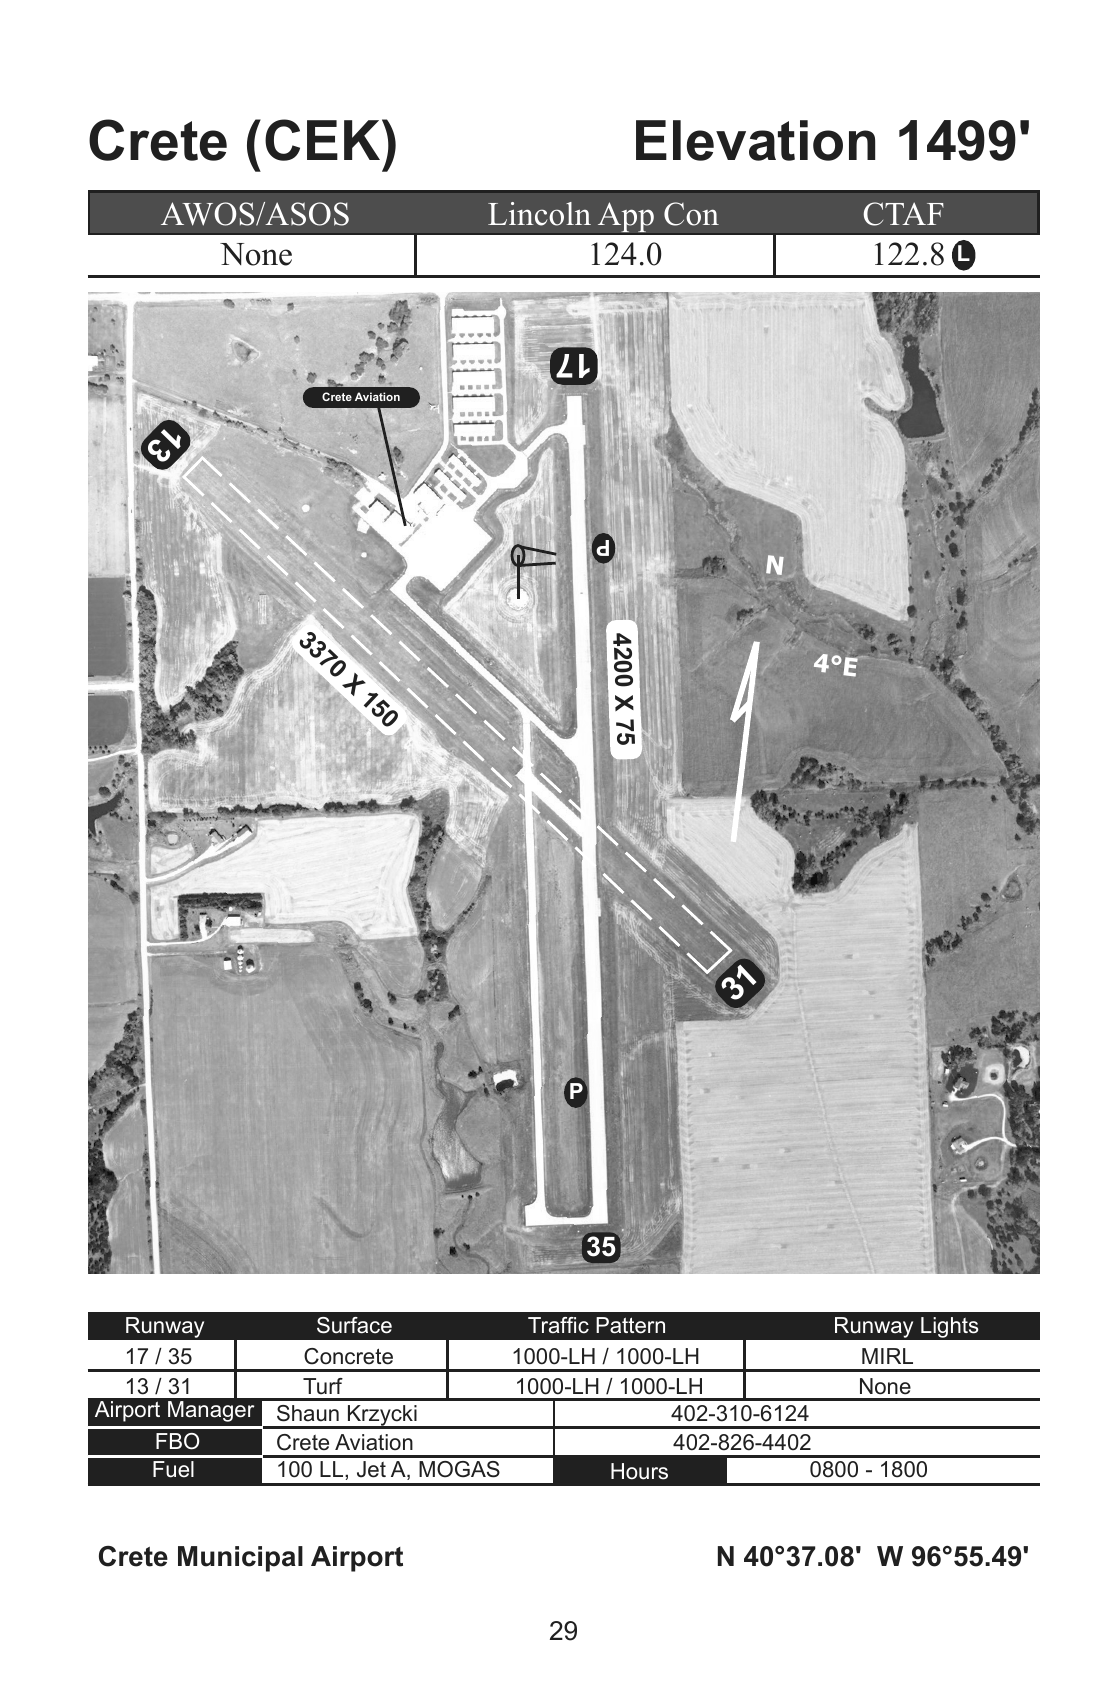 Crete (CEK) Elevation 1499'
AWOS/ASOS Lincoln App Con CTAF
None 124.0 122.8 L
17
Crete Aviation
13
P
N
4°E
3370 X 150
4200 X 75
31
P
35
Runway Surface Traffic Pattern Runway Lights
17 / 35 Concrete 1000-LH / 1000-LH MIRL
13 / 31 Turf 1000-LH / 1000-LH None
Airport Manager Shaun Krzycki 402-310-6124
FBO Crete Aviation 402-826-4402
Fuel 100 LL, Jet A, MOGAS Hours 0800 - 1800
Crete Municipal Airport N 40°37.08' W 96°55.49'
29